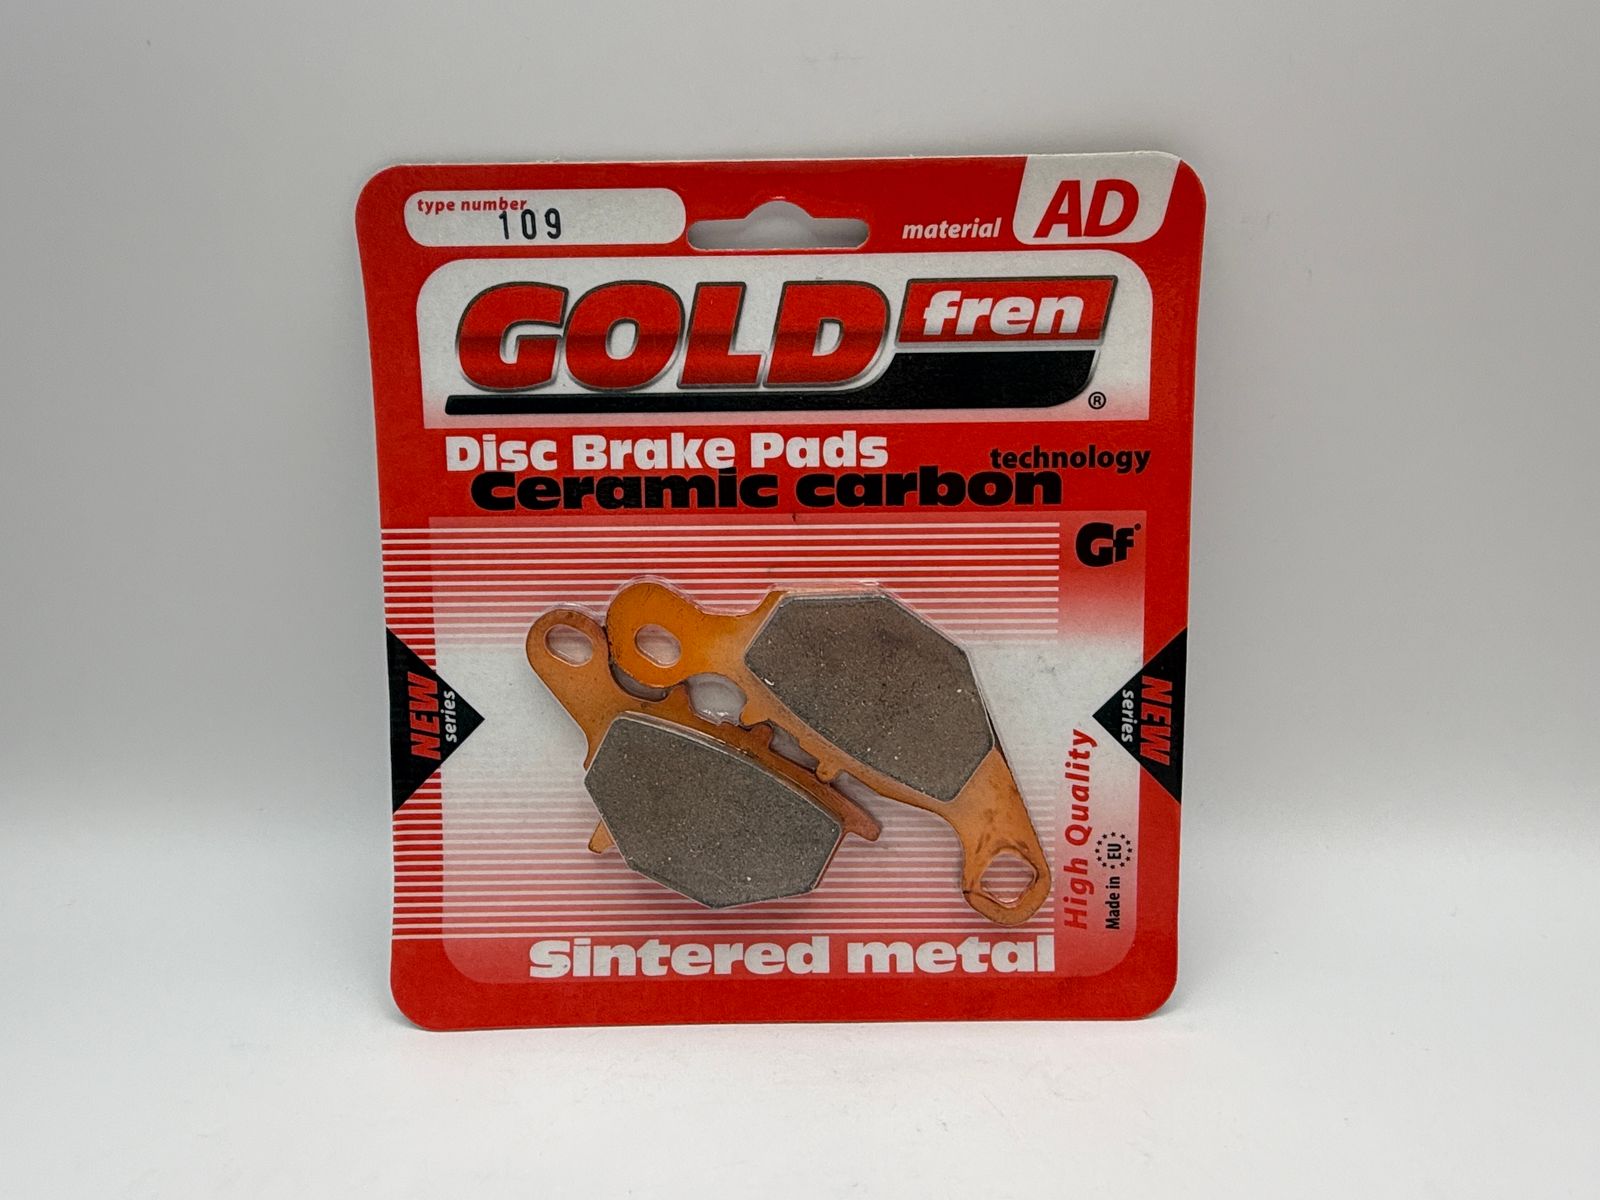 type number
109
material
AD
GOLD fren
®
Disc Brake Pads
technology
ceramic carbon
Gf®
NEW
series
NEW
series
High Quality
Made in EU
Sintered metal